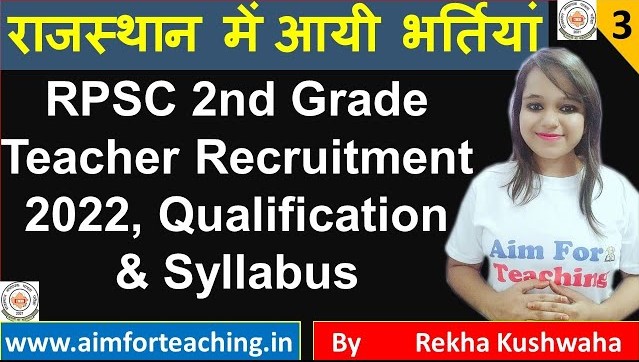 राजस्थान में आयी भर्तियां
3
RPSC 2nd Grade
Teacher Recruitment
2022, Qualification
& Syllabus
Aim For
Teaching
www.aimforteaching.in
By Rekha Kushwaha